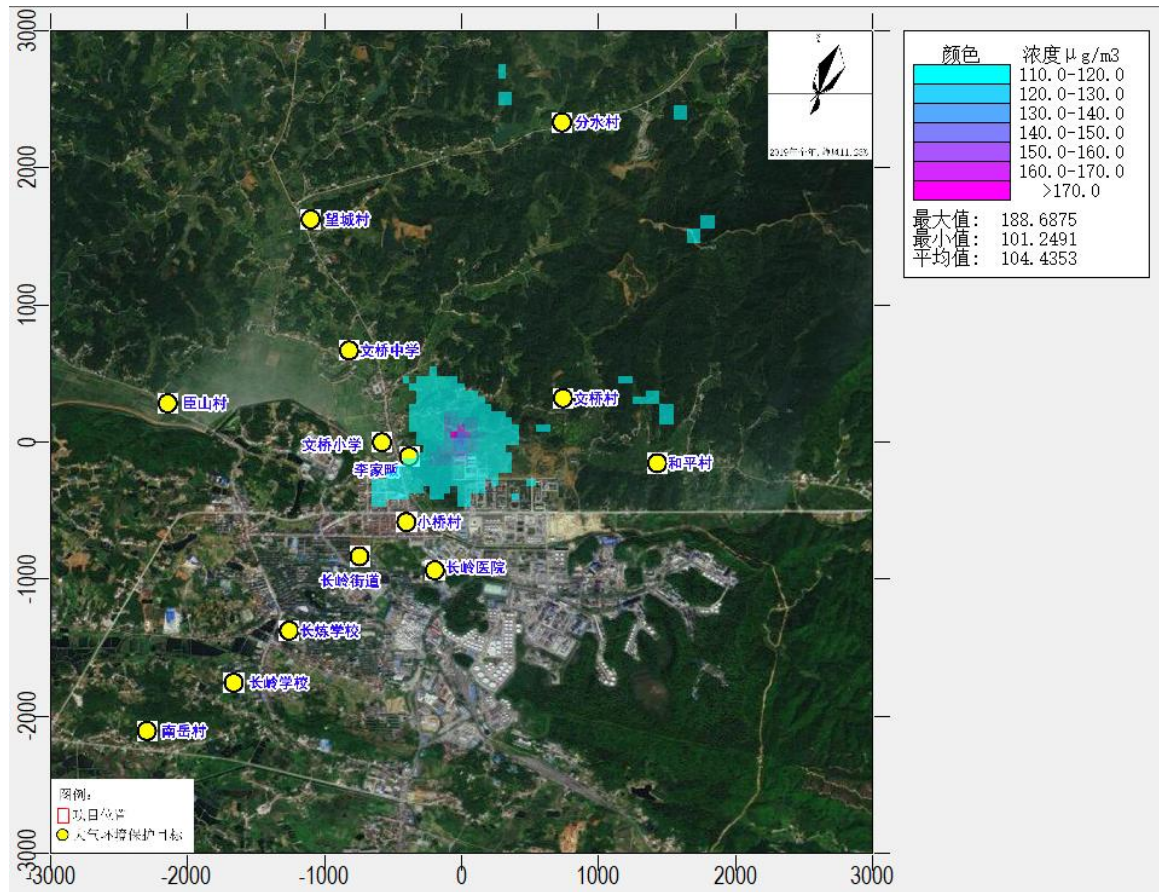 3000
2000
1000
0
-1000
-2000
-3000
-3000
-2000
-1000
0
1000
2000
3000
分水村
望城村
文桥中学
臣山村
文桥村
文桥小学
李家畈
和平村
小桥村
长岭街道
长岭医院
长炼学校
长岭学校
南岳村
图例:
项目位置
大气环境保护目标
颜色 浓度μg/m3
110.0-120.0
120.0-130.0
130.0-140.0
140.0-150.0
150.0-160.0
160.0-170.0
>170.0
最大值: 188.6875
最小值: 101.2491
平均值: 104.4353